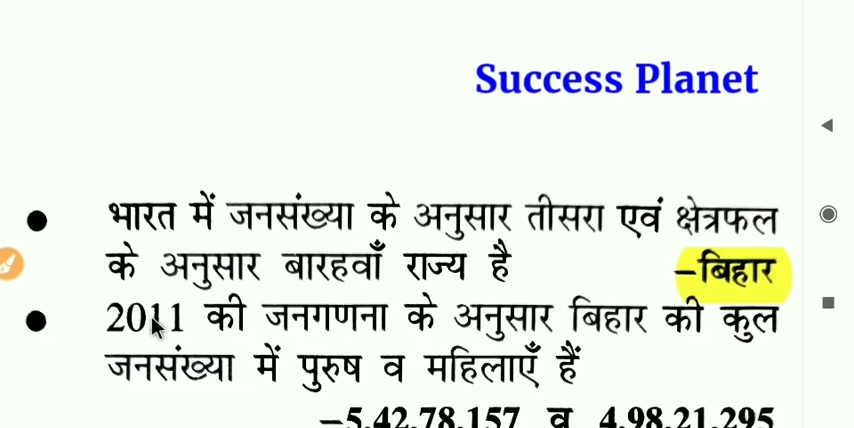 Success Planet
● भारत में जनसंख्या के अनुसार तीसरा एवं क्षेत्रफल
के अनुसार बारहवाँ राज्य है –बिहार
● 2011 की जनगणना के अनुसार बिहार की कुल
जनसंख्या में पुरुष व महिलाएँ हैं
–5,42,78,157 व 4,98,21,295